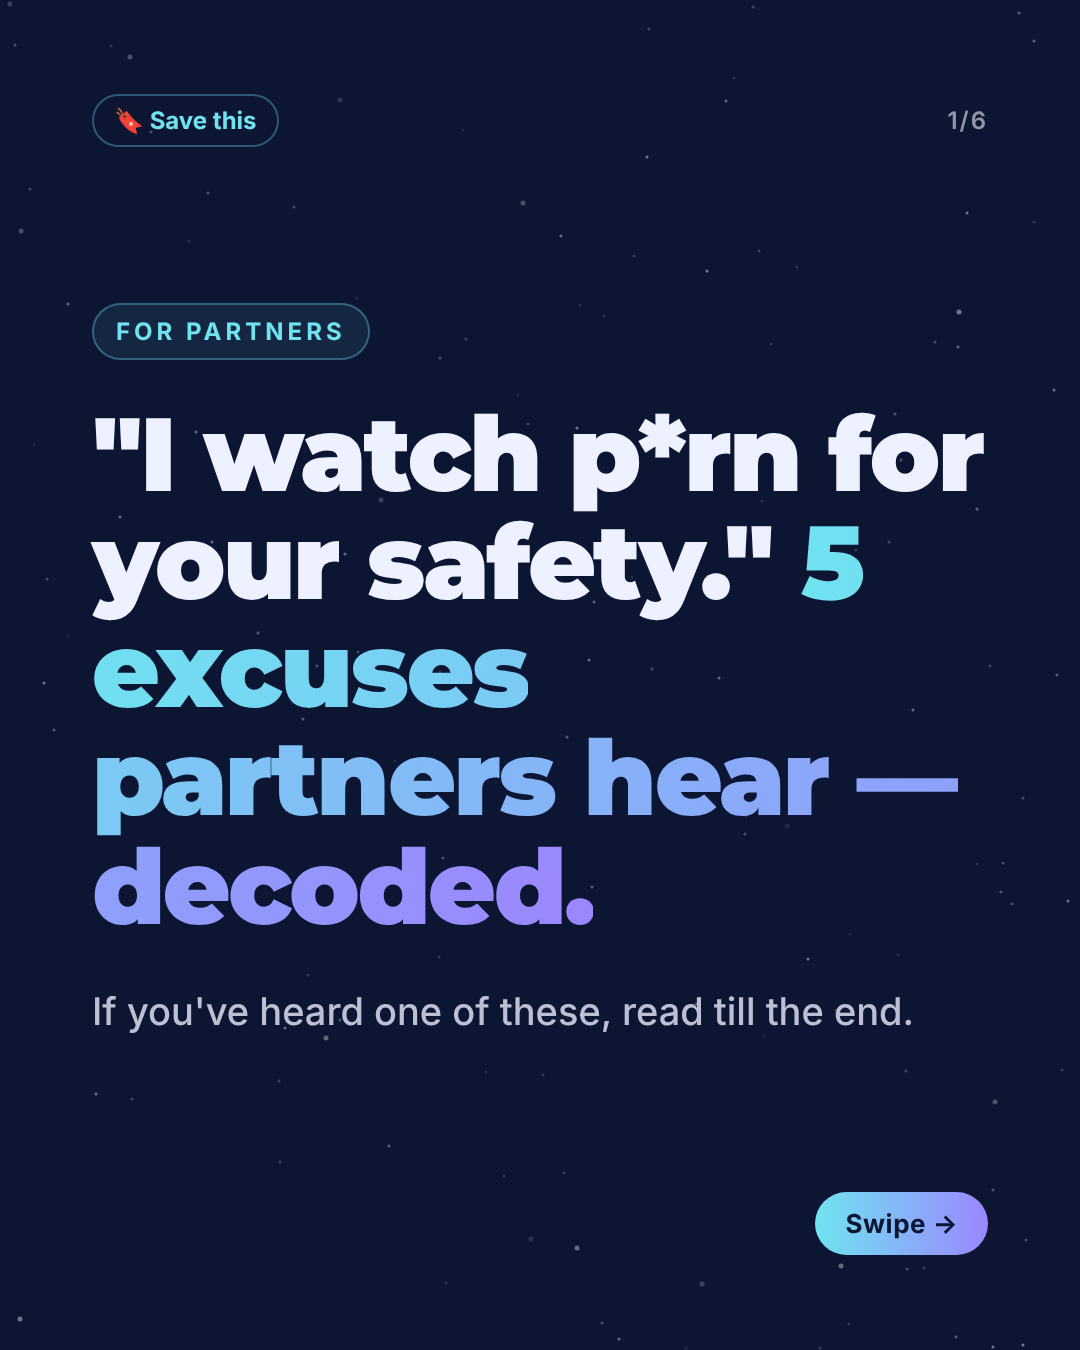 🔖 Save this
1/6
FOR PARTNERS
"I watch p*rn for
your safety." 5
excuses
partners hear —
decoded.
If you've heard one of these, read till the end.
Swipe →